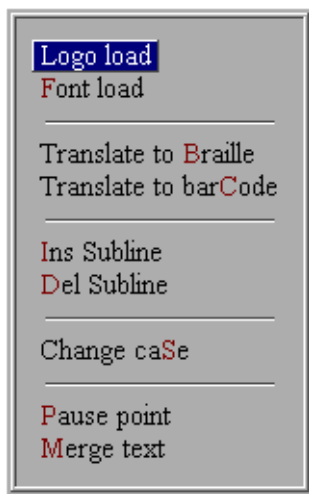 Logo load
Font load
Translate to Braille
Translate to barCode
Ins Subline
Del Subline
Change caSe
Pause point
Merge text